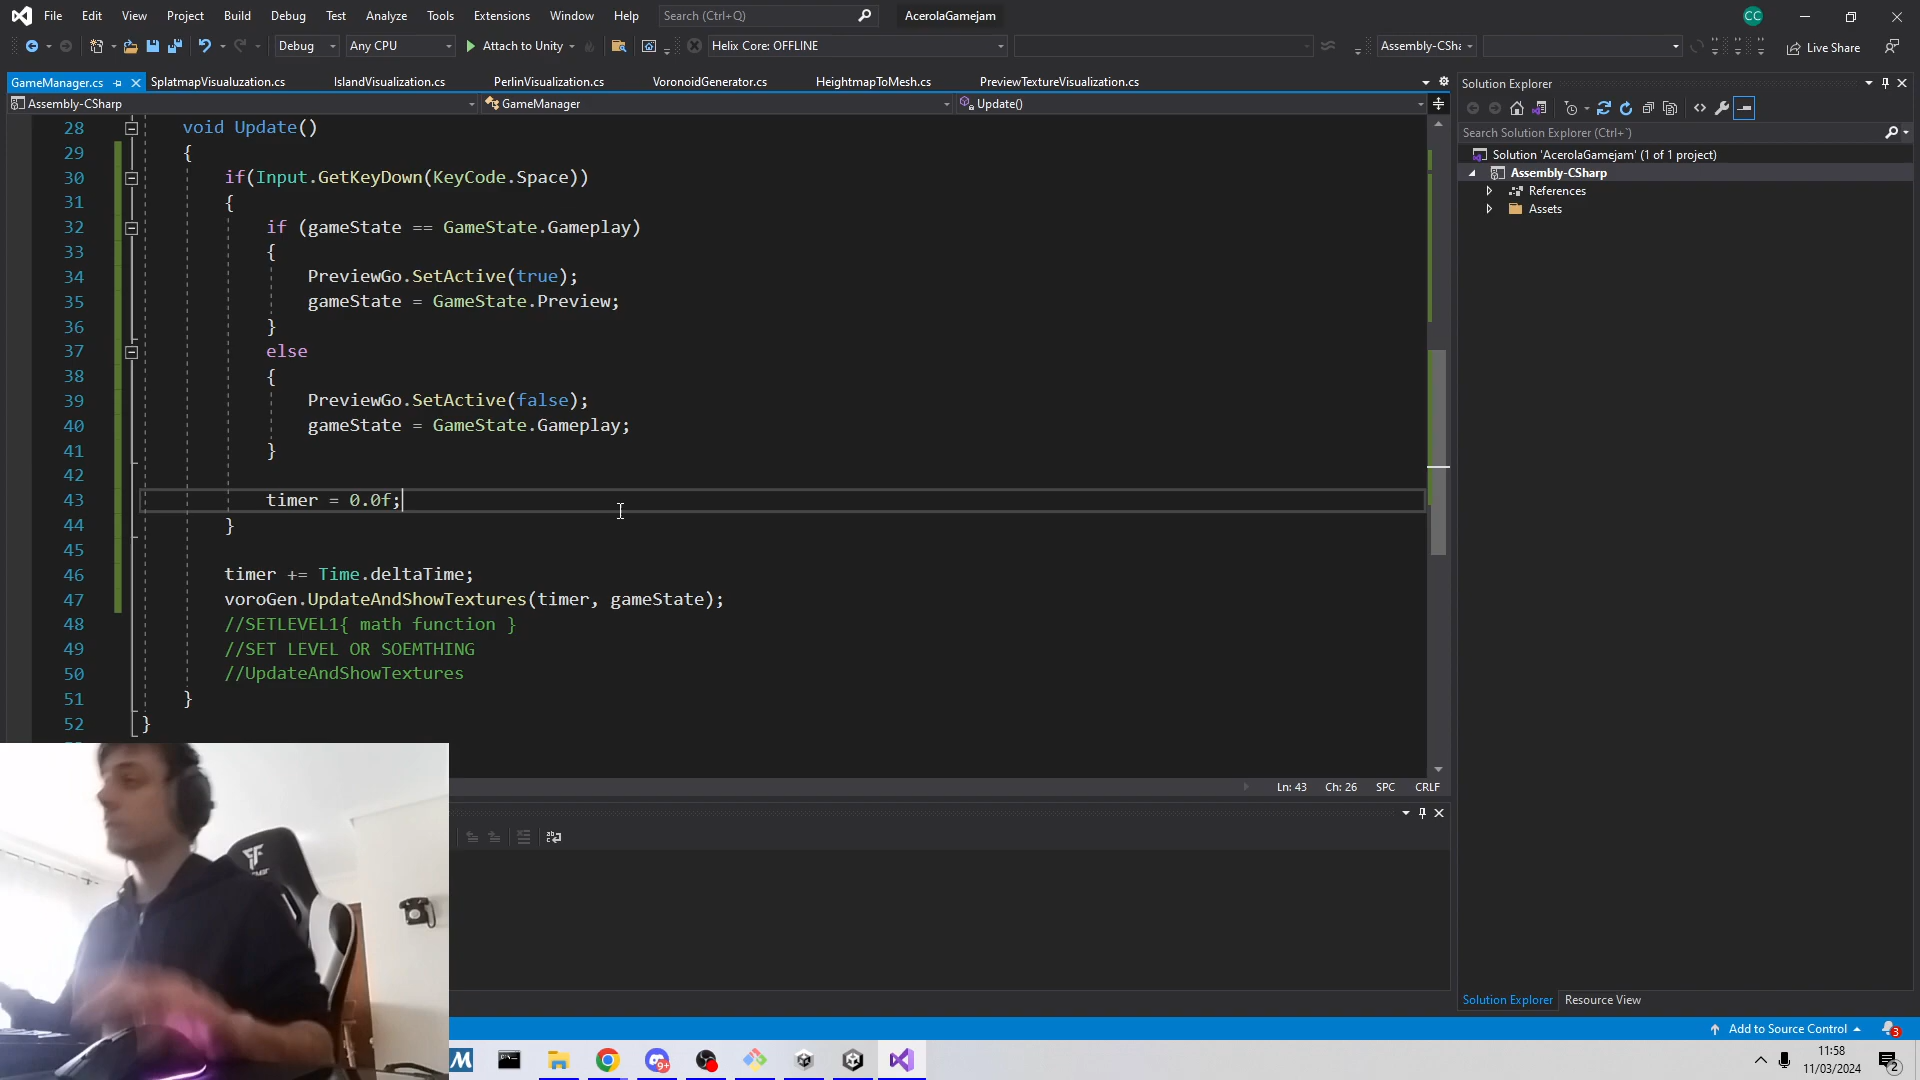 File Edit View Project Build Debug Test Analyze Tools Extensions Window Help Search (Ctrl+Q) AcerolaGamejam CC
Debug Any CPU Attach to Unity Helix Core: OFFLINE Assembly-CSha Live Share
GameManager.cs SplatmapVisualuzation.cs IslandVisualization.cs PerlinVisualization.cs VoronoidGenerator.cs HeightmapToMesh.cs PreviewTextureVisualization.cs
Assembly-CSharp GameManager Update()
28 void Update()
29 {
30 if(Input.GetKeyDown(KeyCode.Space))
31 {
32 if (gameState == GameState.Gameplay)
33 {
34 PreviewGo.SetActive(true);
35 gameState = GameState.Preview;
36 }
37 else
38 {
39 PreviewGo.SetActive(false);
40 gameState = GameState.Gameplay;
41 }
42
43 timer = 0.0f;
44 }
45
46 timer += Time.deltaTime;
47 voroGen.UpdateAndShowTextures(timer, gameState);
48 //SETLEVEL1{ math function }
49 //SET LEVEL OR SOEMTHING
50 //UpdateAndShowTextures
51 }
52 }
Ln: 43 Ch: 26 SPC CRLF
Solution Explorer
Search Solution Explorer (Ctrl+¨)
Solution 'AcerolaGamejam' (1 of 1 project)
Assembly-CSharp
References
Assets
Solution Explorer Resource View
Add to Source Control 3
9+
11:58
11/03/2024
2